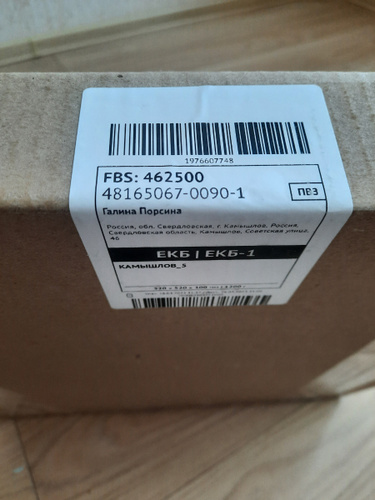 1976607748
FBS: 462500
48165067-0090-1
ПВЗ
Галина Порсина
Россия, обл. Свердловская, г. Камышлов, Россия,
Свердловская область, Камышлов, Советская улица,
46
ЕКБ | ЕКБ-1
КАМЫШЛОВ_5